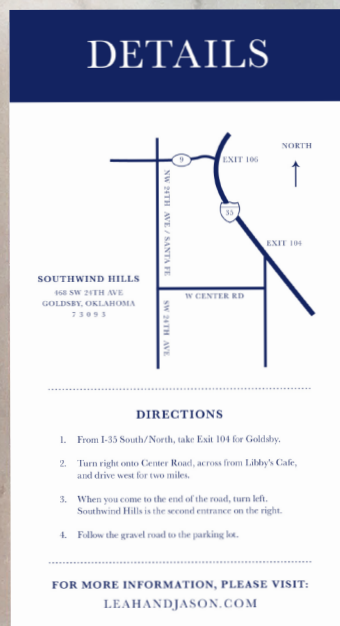 DETAILS
NORTH
9
EXIT 106
NW 24TH AVE / SANTA FE
35
EXIT 104
SOUTHWIND HILLS
468 SW 24TH AVE
GOLDSBY, OKLAHOMA
73093
W CENTER RD
SW 24TH AVE.
DIRECTIONS
1. From I-35 South/North, take Exit 104 for Goldsby.
2. Turn right onto Center Road, across from Libby's Cafe,
and drive west for two miles.
3. When you come to the end of the road, turn left.
Southwind Hills is the second entrance on the right.
4. Follow the gravel road to the parking lot.
FOR MORE INFORMATION, PLEASE VISIT:
LEAHANDJASON.COM